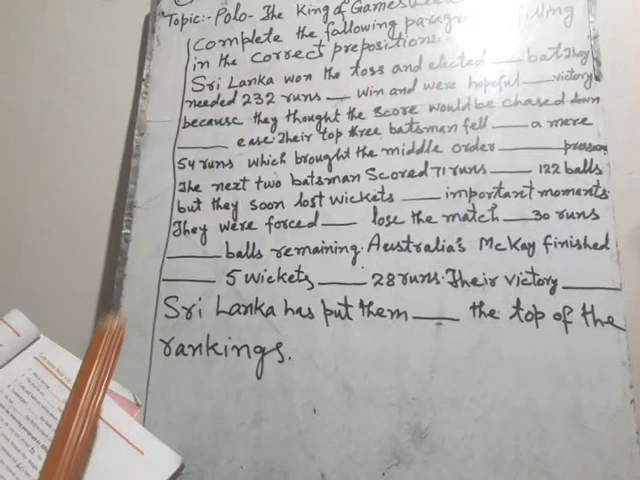 Topic:- Polo- The King of Games
Complete the following paragraph filling
in the correct prepositions.
Sri Lanka won the toss and elected ___ bat. They
needed 232 runs ___ win and were hopeful ___ victory
because they thought the score would be chased down
___ ease. Their top three batsman fell ___ a mere
54 runs which brought the middle order ___
The next two batsman Scored 71 runs ___ 122 balls
but they soon lost wickets ___ important moments.
They were forced ___ lose the match ___ 30 runs
___ balls remaining. Australia's McKay finished
___ 5 wickets ___ 28 runs. Their victory ___
Sri Lanka has put them ___ the top of the
rankings.